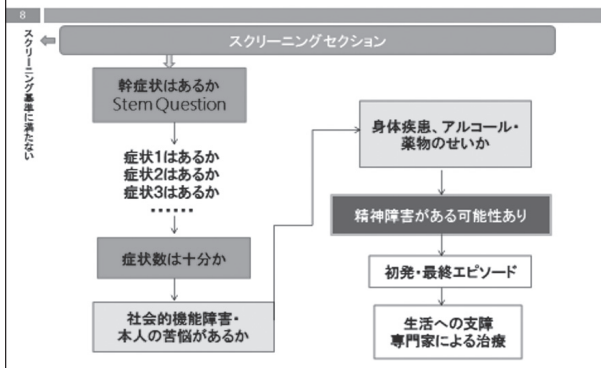 8
スクリーニングセクション
スクリーニング基準に満たない
幹症状はあるか
Stem Question
症状1はあるか
症状2はあるか
症状3はあるか
……
症状数は十分か
社会的機能障害・
本人の苦悩があるか
身体疾患、アルコール・
薬物のせいか
精神障害がある可能性あり
初発・最終エピソード
生活への支障
専門家による治療